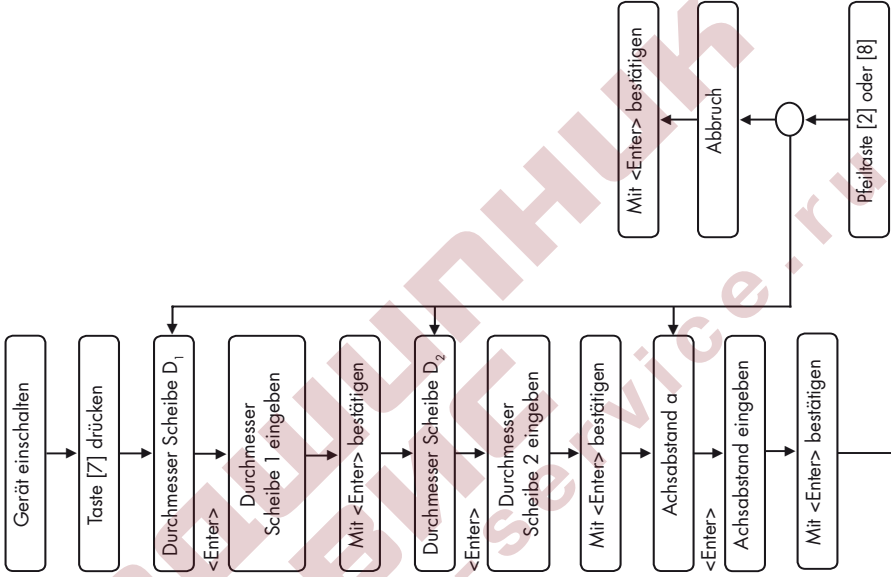 Gerät einschalten
Taste [7] drücken
Durchmesser Scheibe D₁
<Enter>
Durchmesser
Scheibe 1 eingeben
Mit <Enter> bestätigen
Durchmesser Scheibe D₂
<Enter>
Durchmesser
Scheibe 2 eingeben
Mit <Enter> bestätigen
Achsabstand α
<Enter>
Achsabstand eingeben
Mit <Enter> bestätigen
Mit <Enter> bestätigen
Abbruch
Pfeiltaste [2] oder [8]